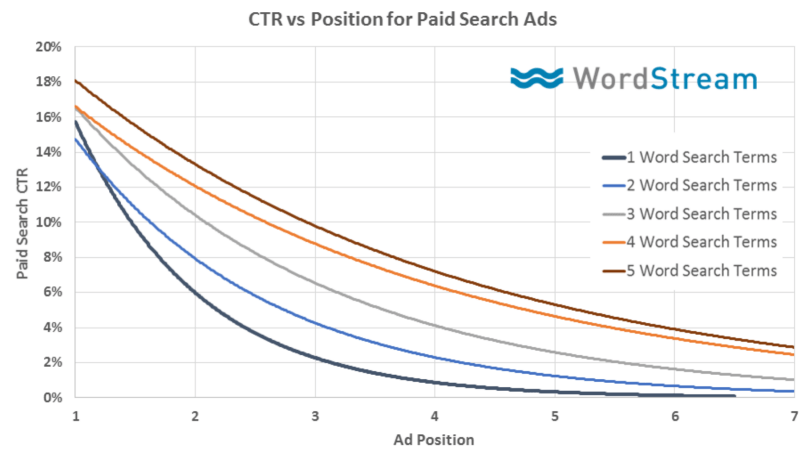 CTR vs Position for Paid Search Ads
WordStream
20%
18%
16%
14%
12%
10%
8%
6%
4%
2%
0%
Paid Search CTR
1 Word Search Terms
2 Word Search Terms
3 Word Search Terms
4 Word Search Terms
5 Word Search Terms
1 2 3 4 5 6 7
Ad Position